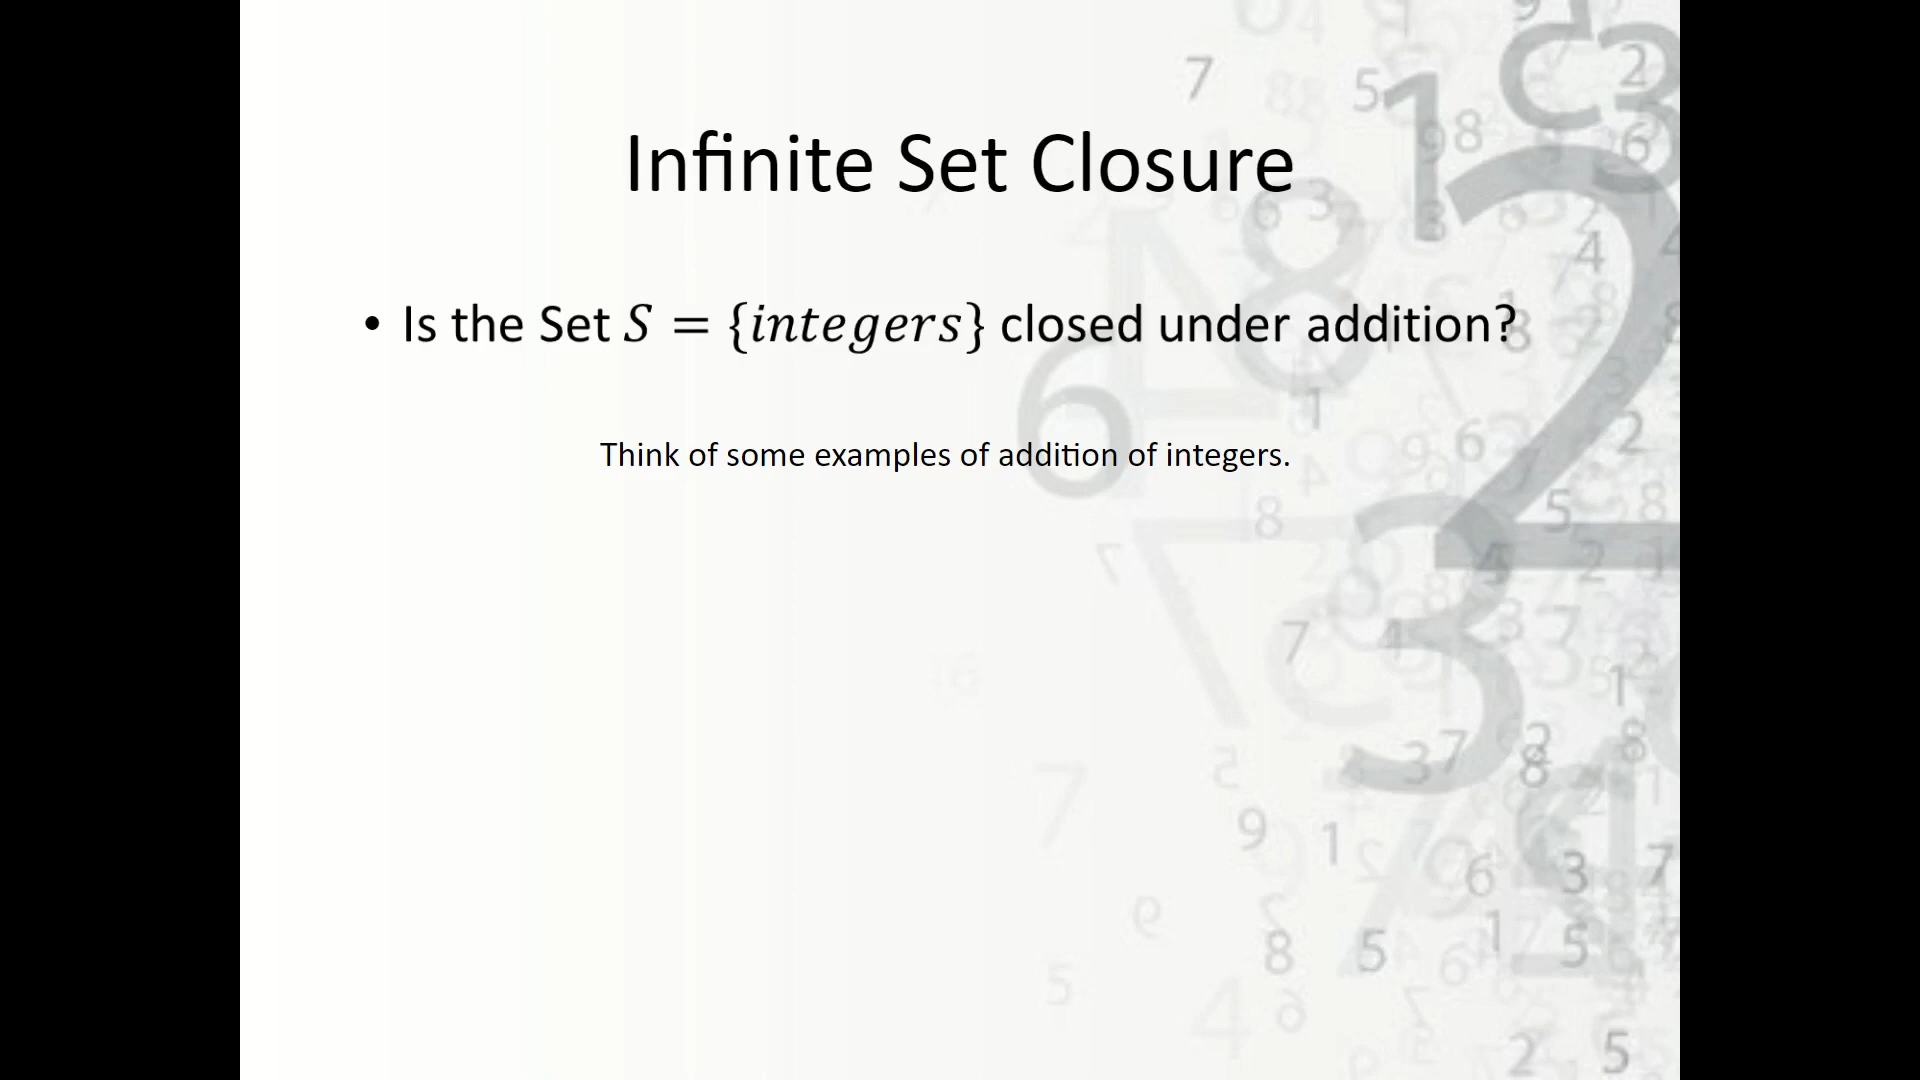 Infinite Set Closure
• Is the Set S = {integers} closed under addition?
Think of some examples of addition of integers.